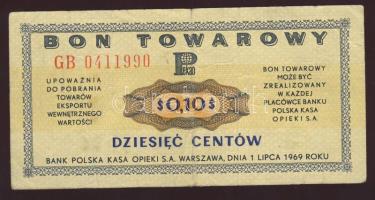 BON TOWAROWY
GB 0411990
UPOWAŻNIA
DO POBRANIA
TOWARÓW
EKSPORTU
WEWNĘTRZNEGO
WARTOŚCI
$0,10$
BON TOWAROWY
MOŻE BYĆ
ZREALIZOWANY
W KAŻDEJ
PLACÓWCE BANKU
POLSKA KASA
OPIEKI S.A.
DZIESIĘĆ CENTÓW
BANK POLSKA KASA OPIEKI S.A. WARSZAWA, DNIA 1 LIPCA 1969 ROKU